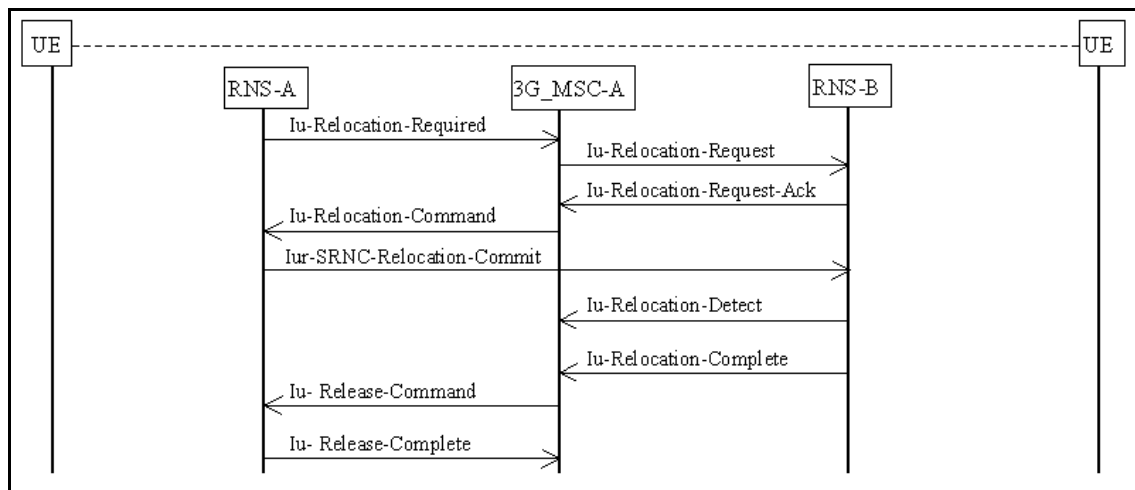 UE
UE
RNS-A
3G_MSC-A
RNS-B
Iu-Relocation-Required
Iu-Relocation-Request
Iu-Relocation-Request-Ack
Iu-Relocation-Command
Iur-SRNC-Relocation-Commit
Iu-Relocation-Detect
Iu-Relocation-Complete
Iu- Release-Command
Iu- Release-Complete